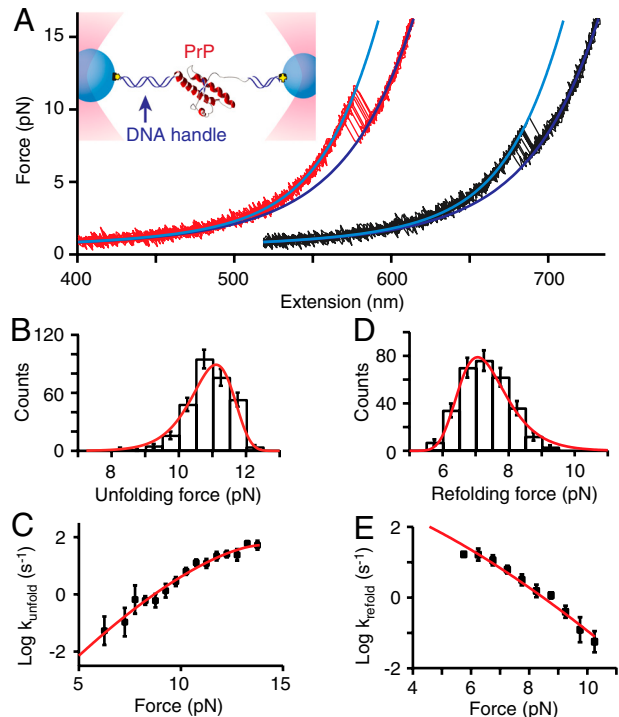 A
PrP
DNA handle
15
10
5
0
Force (pN)
400
500
600
700
Extension (nm)
B
120
60
0
Counts
8
10
12
Unfolding force (pN)
D
80
40
0
Counts
6
8
10
Refolding force (pN)
C
2
0
-2
Log k unfold (s⁻¹)
5
10
15
Force (pN)
E
2
0
-2
Log k refold (s⁻¹)
4
6
8
10
Force (pN)